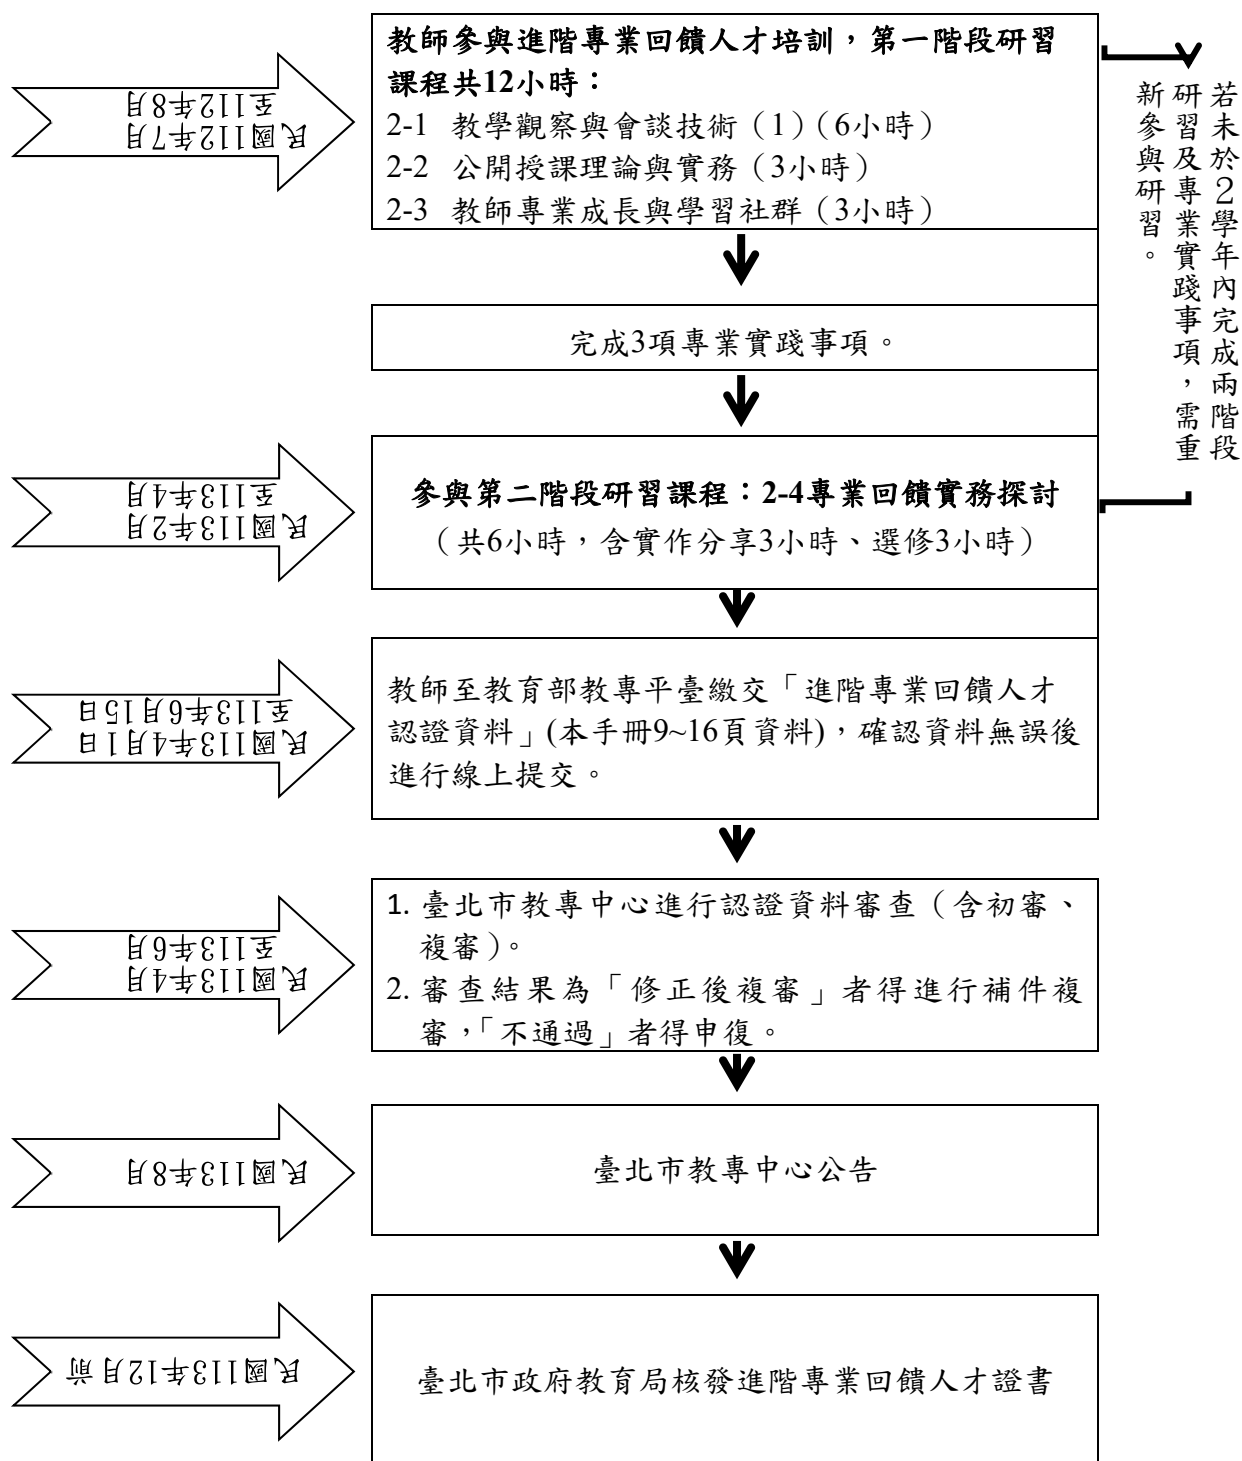 民國112年7月
至112年8月
教師參與進階專業回饋人才培訓，第一階段研習
課程共12小時：
2-1 教學觀察與會談技術（1）（6小時）
2-2 公開授課理論與實務（3小時）
2-3 教師專業成長與學習社群（3小時）
若未於2學年內完成兩階段
研習及專業實踐事項，需重
新參與研習。
完成3項專業實踐事項。
民國113年2月
至113年4月
參與第二階段研習課程：2-4專業回饋實務探討
（共6小時，含實作分享3小時、選修3小時）
民國113年4月1日
至113年6月15日
教師至教育部教專平臺繳交「進階專業回饋人才
認證資料」(本手冊9~16頁資料)，確認資料無誤後
進行線上提交。
民國113年4月
至113年6月
1. 臺北市教專中心進行認證資料審查（含初審、
複審）。
2. 審查結果為「修正後複審」者得進行補件複
審，「不通過」者得申復。
民國113年8月
臺北市教專中心公告
民國113年12月前
臺北市政府教育局核發進階專業回饋人才證書